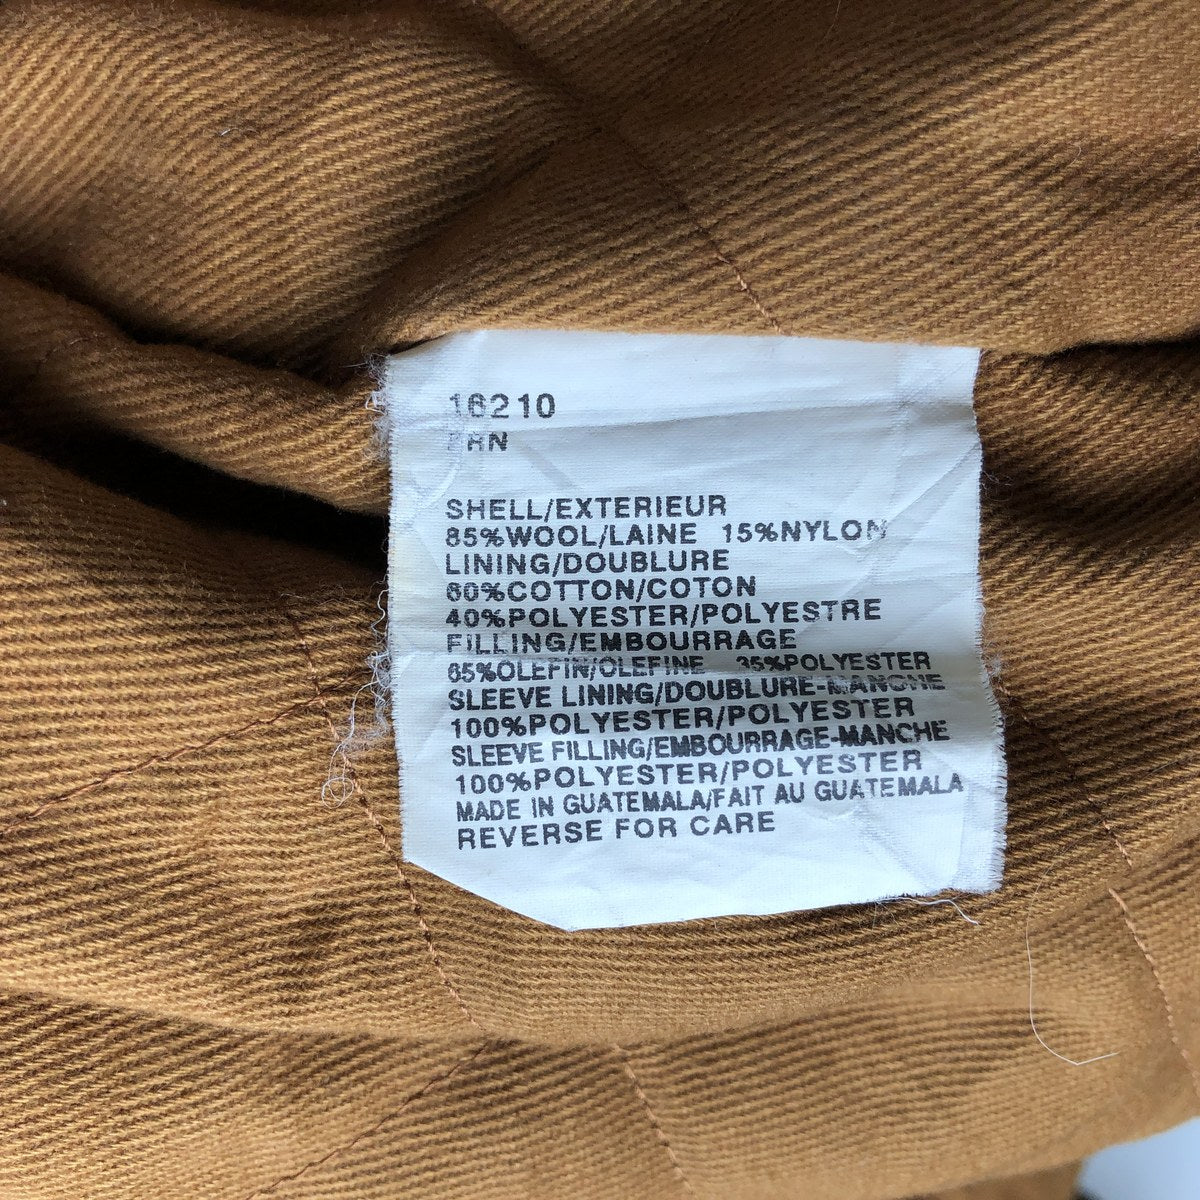 16210
SHELL/EXTERIEUR
85%WOOL/LAINE 15%NYLON
LINING/DOUBLURE
60%COTTON/COTON
40%POLYESTER/POLYESTRE
FILLING/EMBOURRAGE
65%OLEFIN/OLEFINE 35%POLYESTER
SLEEVE LINING/DOUBLURE-MANCHE
100%POLYESTER/POLYESTER
SLEEVE FILLING/EMBOURRAGE-MANCHE
100%POLYESTER/POLYESTER
MADE IN GUATEMALA/FAIT AU GUATEMALA
REVERSE FOR CARE